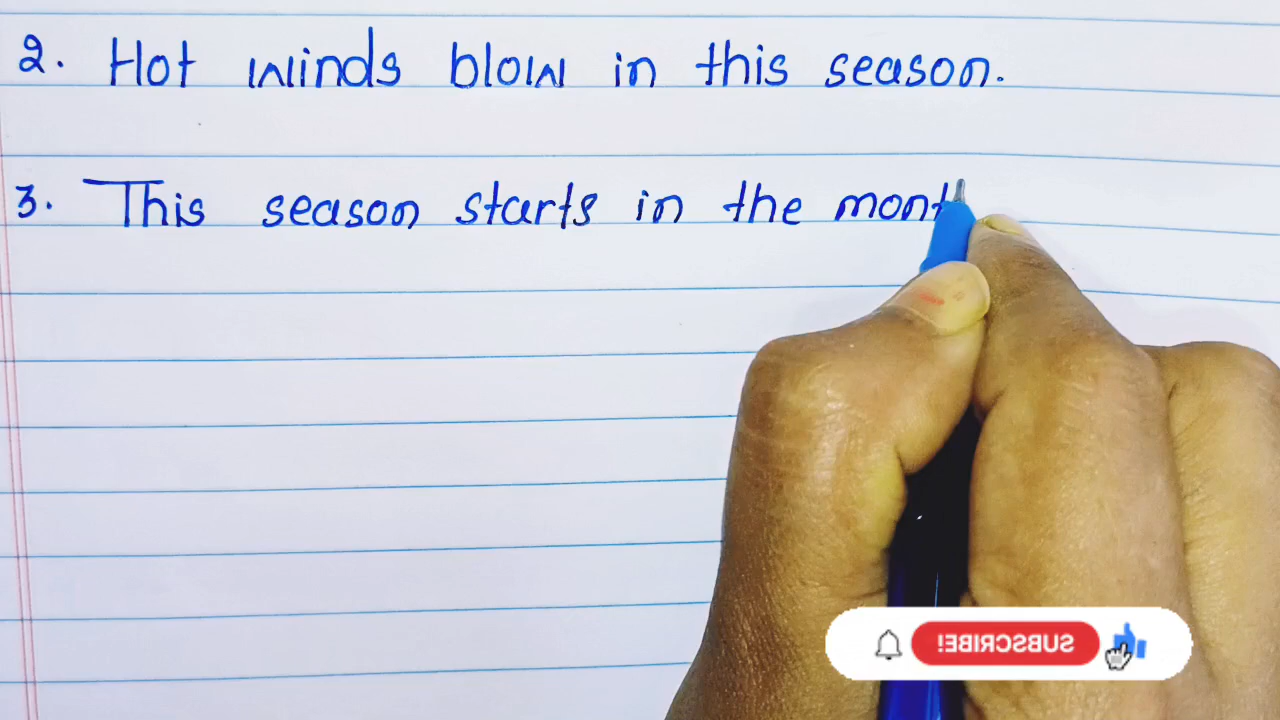 2. Hot winds blow in this season.
3. This season starts in the mont
SUBSCRIBE!